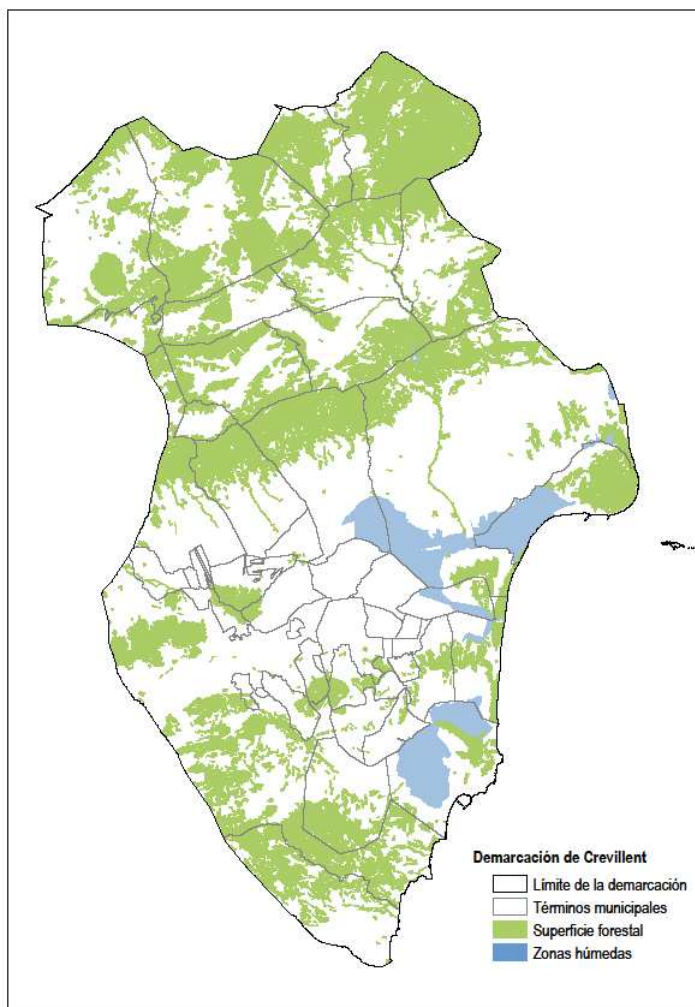 Demarcación de Crevillent
Límite de la demarcación
Términos municipales
Superficie forestal
Zonas húmedas